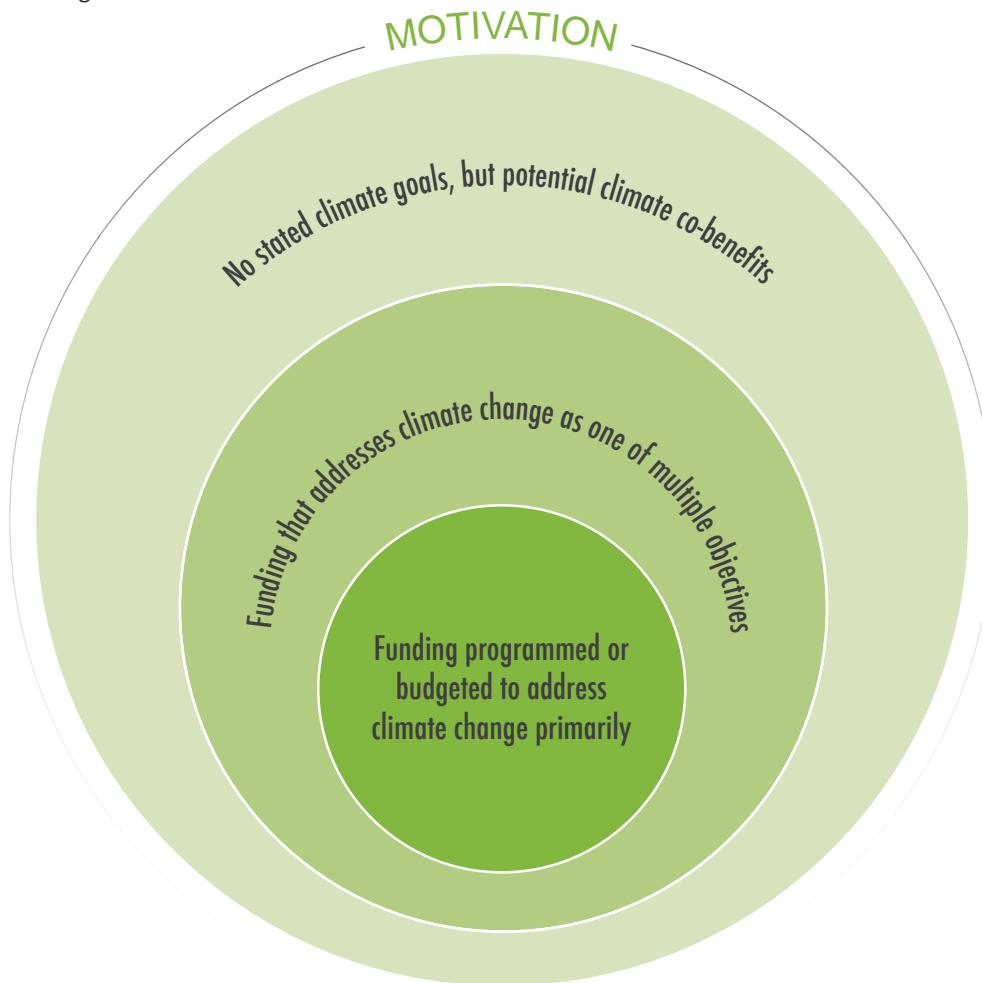 MOTIVATION
No stated climate goals, but potential climate co-benefits
Funding that addresses climate change as one of multiple objectives
Funding programmed or
budgeted to address
climate change primarily